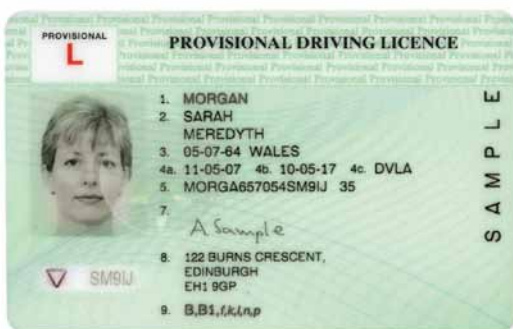 PROVISIONAL
L
PROVISIONAL DRIVING LICENCE
1. MORGAN
2. SARAH
MEREDYTH
3. 05-07-64 WALES
4a. 11-05-07 4b. 10-05-17 4c. DVLA
5. MORGA657054SM9IJ 35
7.
A Sample
8. 122 BURNS CRESCENT,
EDINBURGH
EH1 9GP
9. B,B1,f,k,l,n,p
SM9IJ
SAMPLE